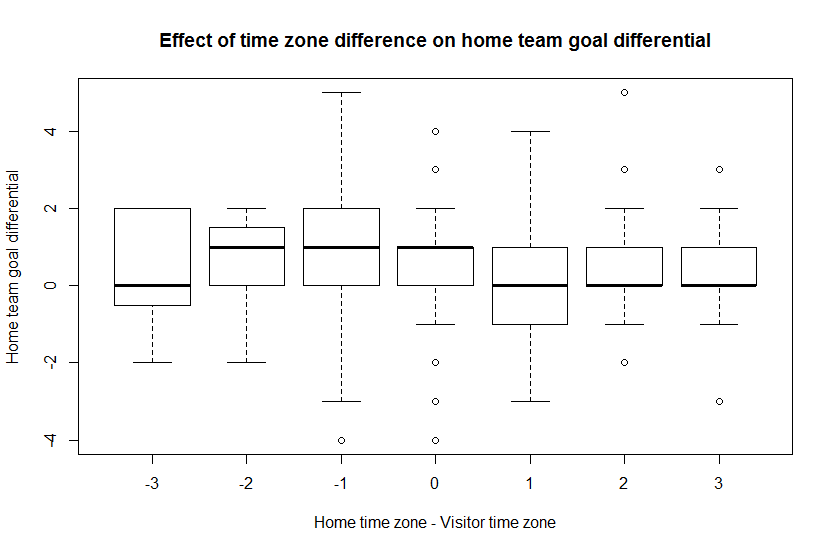 Effect of time zone difference on home team goal differential
Home team goal differential
4
2
0
-2
-4
-3 -2 -1 0 1 2 3
Home time zone - Visitor time zone